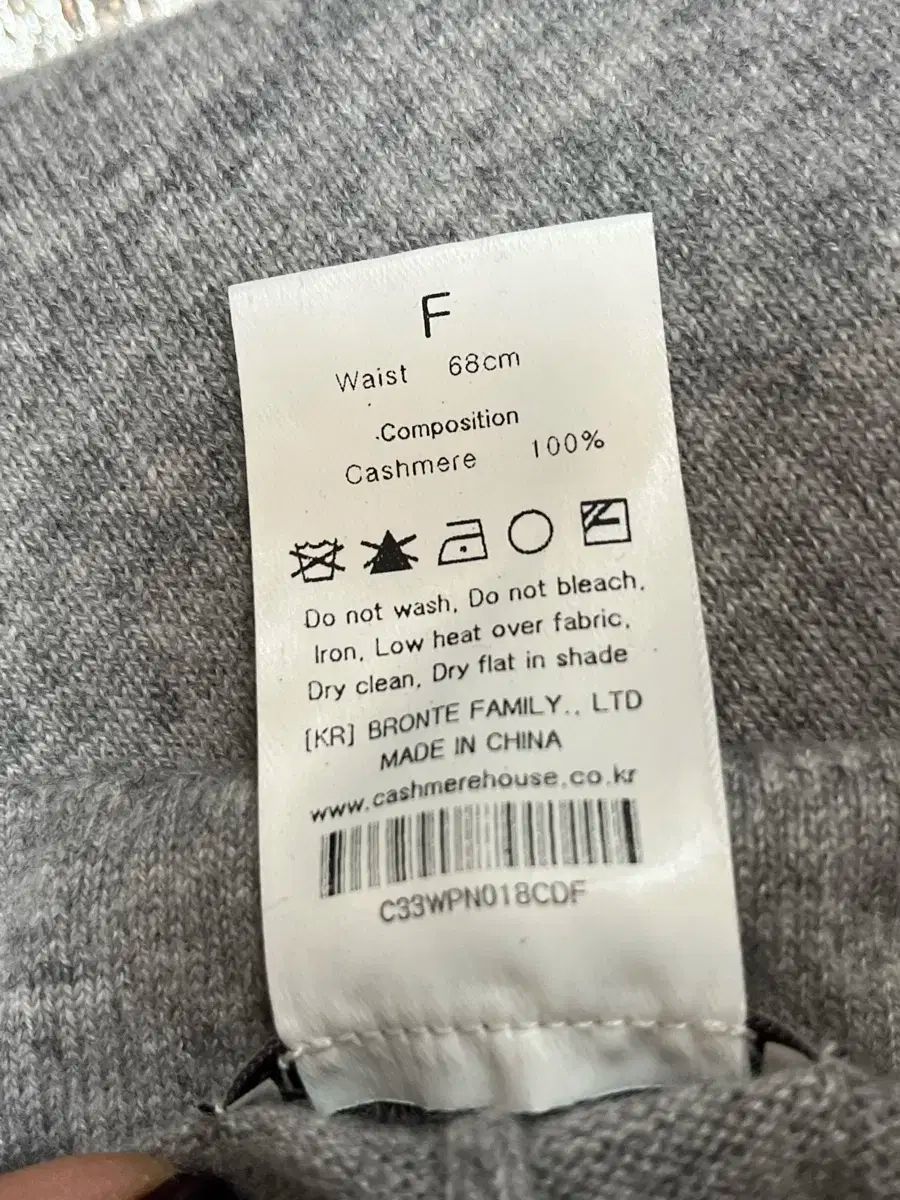 F
Waist 68cm
.Composition
Cashmere 100%
Do not wash, Do not bleach,
Iron, Low heat over fabric,
Dry clean, Dry flat in shade
[KR] BRONTE FAMILY., LTD
MADE IN CHINA
www.cashmerehouse.co.kr
C33WPN018CDF